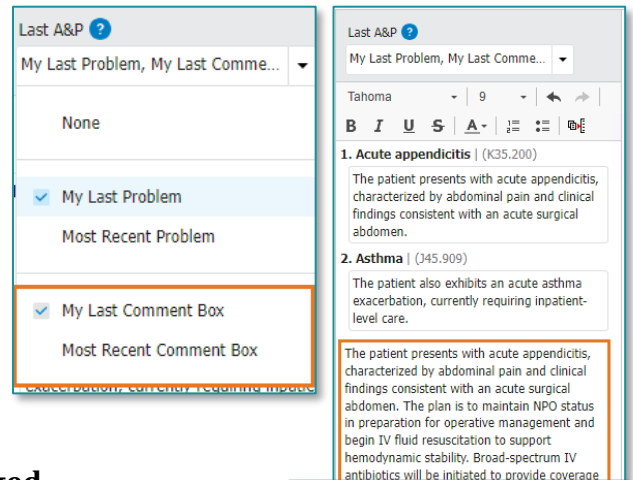 Last A&P ?
My Last Problem, My Last Comme...
None
My Last Problem
Most Recent Problem
My Last Comment Box
Most Recent Comment Box
exacerbation, currently requiring inpatie
Last A&P ?
My Last Problem, My Last Comme...
Tahoma 9
B I U S A
1. Acute appendicitis | (K35.200)
The patient presents with acute appendicitis,
characterized by abdominal pain and clinical
findings consistent with an acute surgical
abdomen.
2. Asthma | (J45.909)
The patient also exhibits an acute asthma
exacerbation, currently requiring inpatient-
level care.
The patient presents with acute appendicitis,
characterized by abdominal pain and clinical
findings consistent with an acute surgical
abdomen. The plan is to maintain NPO status
in preparation for operative management and
begin IV fluid resuscitation to support
hemodynamic stability. Broad-spectrum IV
antibiotics will be initiated to provide coverage